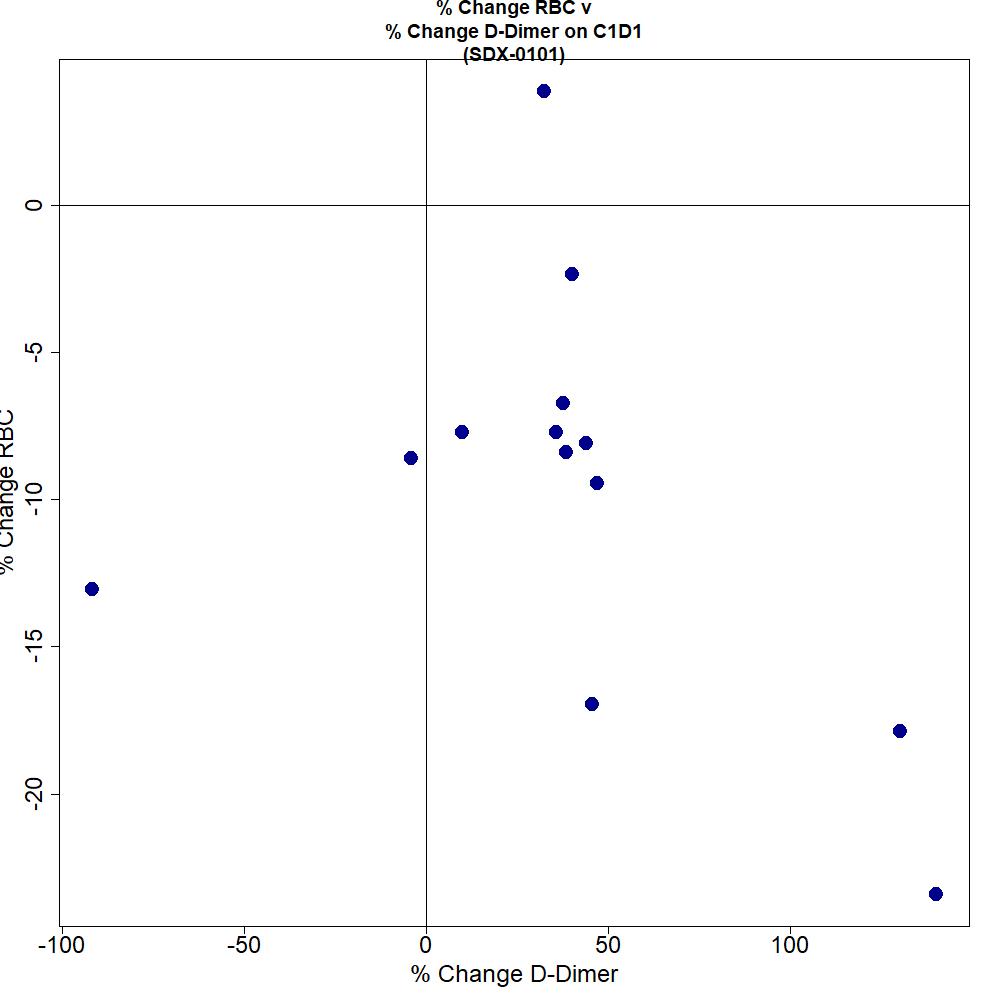 % Change RBC v
% Change D-Dimer on C1D1
(SDX-0101)
% Change RBC
0
-5
-10
-15
-20
-100
-50
0
50
100
% Change D-Dimer